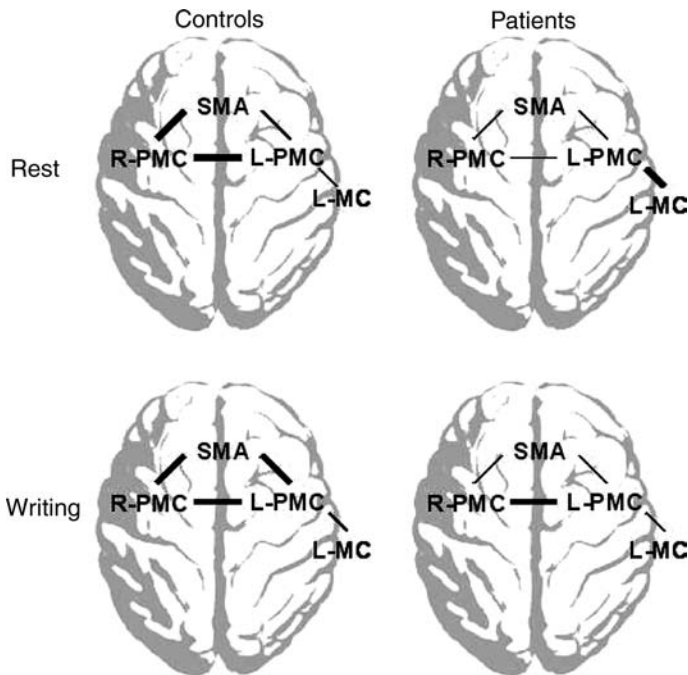 Controls Patients
Rest
SMA SMA
R-PMC L-PMC R-PMC L-PMC
L-MC L-MC
Writing
SMA SMA
R-PMC L-PMC R-PMC L-PMC
L-MC L-MC